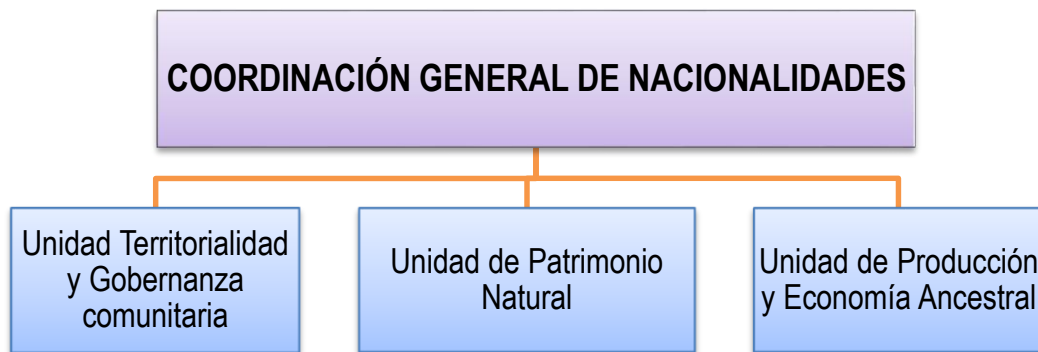 COORDINACIÓN GENERAL DE NACIONALIDADES
Unidad Territorialidad
y Gobernanza
comunitaria
Unidad de Patrimonio
Natural
Unidad de Producción
y Economía Ancestral